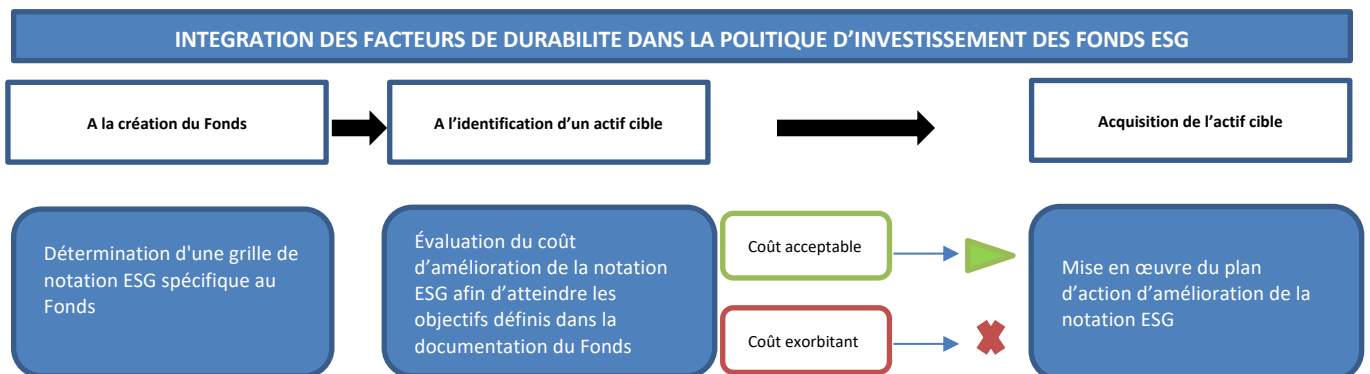 INTEGRATION DES FACTEURS DE DURABILITE DANS LA POLITIQUE D’INVESTISSEMENT DES FONDS ESG
A la création du Fonds
A l’identification d’un actif cible
Acquisition de l’actif cible
Détermination d'une grille de
notation ESG spécifique au
Fonds
Évaluation du coût
d’amélioration de la notation
ESG afin d’atteindre les
objectifs définis dans la
documentation du Fonds
Coût acceptable
Coût exorbitant
Mise en œuvre du plan
d’action d’amélioration de la
notation ESG